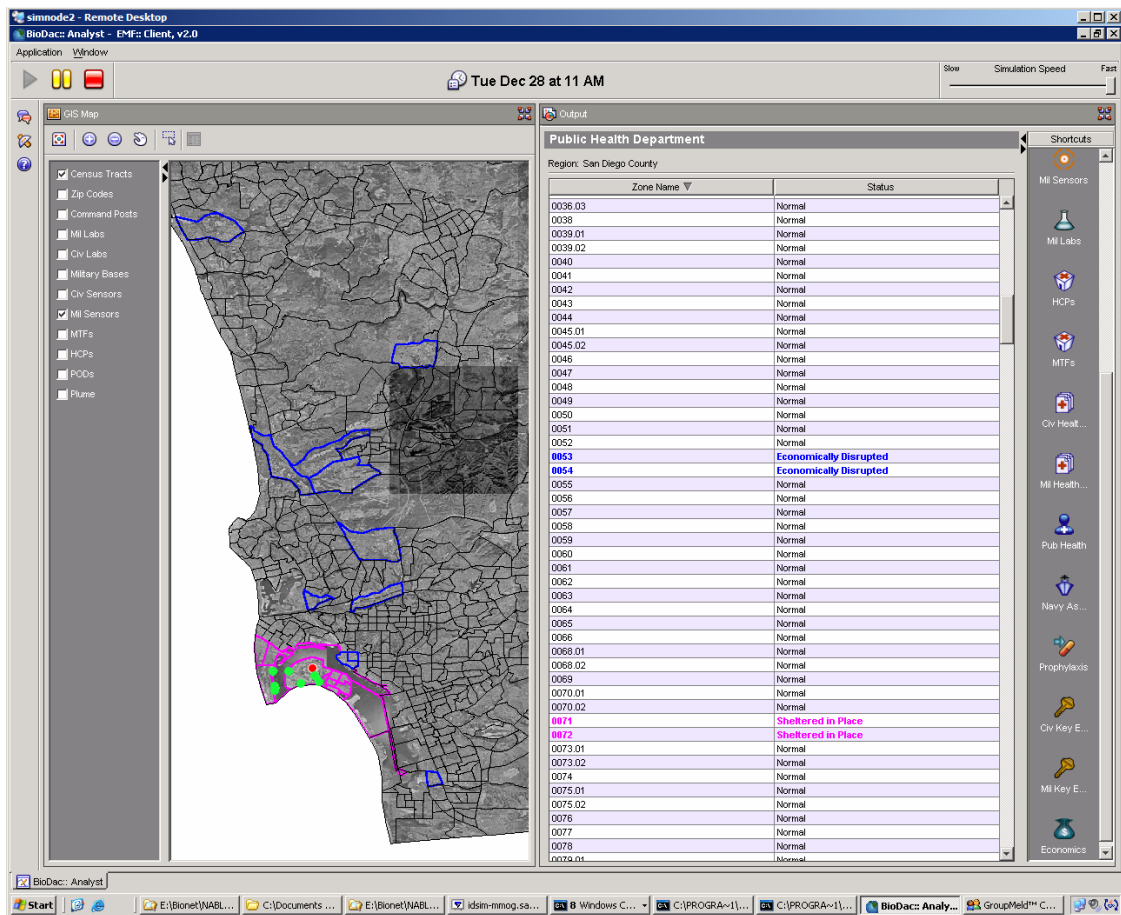 simnode2 - Remote Desktop
BioDac:: Analyst - EMF:: Client, v2.0
Application Window
Tue Dec 28 at 11 AM
Slow Simulation Speed Fast
GIS Map
Census Tracts
Zip Codes
Command Posts
Mil Labs
Civ Labs
Military Bases
Civ Sensors
Mil Sensors
MTFs
HCPs
PODs
Plume
Output
Public Health Department
Region: San Diego County
Zone Name Status
0036.03 Normal
0038 Normal
0039.01 Normal
0039.02 Normal
0040 Normal
0041 Normal
0042 Normal
0043 Normal
0044 Normal
0045.01 Normal
0045.02 Normal
0046 Normal
0047 Normal
0048 Normal
0049 Normal
0050 Normal
0051 Normal
0052 Normal
0053 Economically Disrupted
0054 Economically Disrupted
0055 Normal
0056 Normal
0057 Normal
0058 Normal
0059 Normal
0060 Normal
0061 Normal
0062 Normal
0063 Normal
0064 Normal
0065 Normal
0066 Normal
0068.01 Normal
0068.02 Normal
0069 Normal
0070.01 Normal
0070.02 Normal
0071 Sheltered in Place
0072 Sheltered in Place
0073.01 Normal
0073.02 Normal
0074 Normal
0075.01 Normal
0075.02 Normal
0076 Normal
0077 Normal
0078 Normal
0079.01 Normal
Shortcuts
Mil Sensors
Mil Labs
HCPs
MTFs
Civ Healt...
Mil Health...
Pub Health
Navy As...
Prophylaxis
Civ Key E...
Mil Key E...
Economics
BioDac:: Analyst
Start
E:\Bionet\NABL...
C:\Documents ...
E:\Bionet\NABL...
idsim-mmog.sa...
8 Windows C...
C:\PROGRA~1\...
C:\PROGRA~1\...
BioDac:: Analy...
GroupMeld™ C...